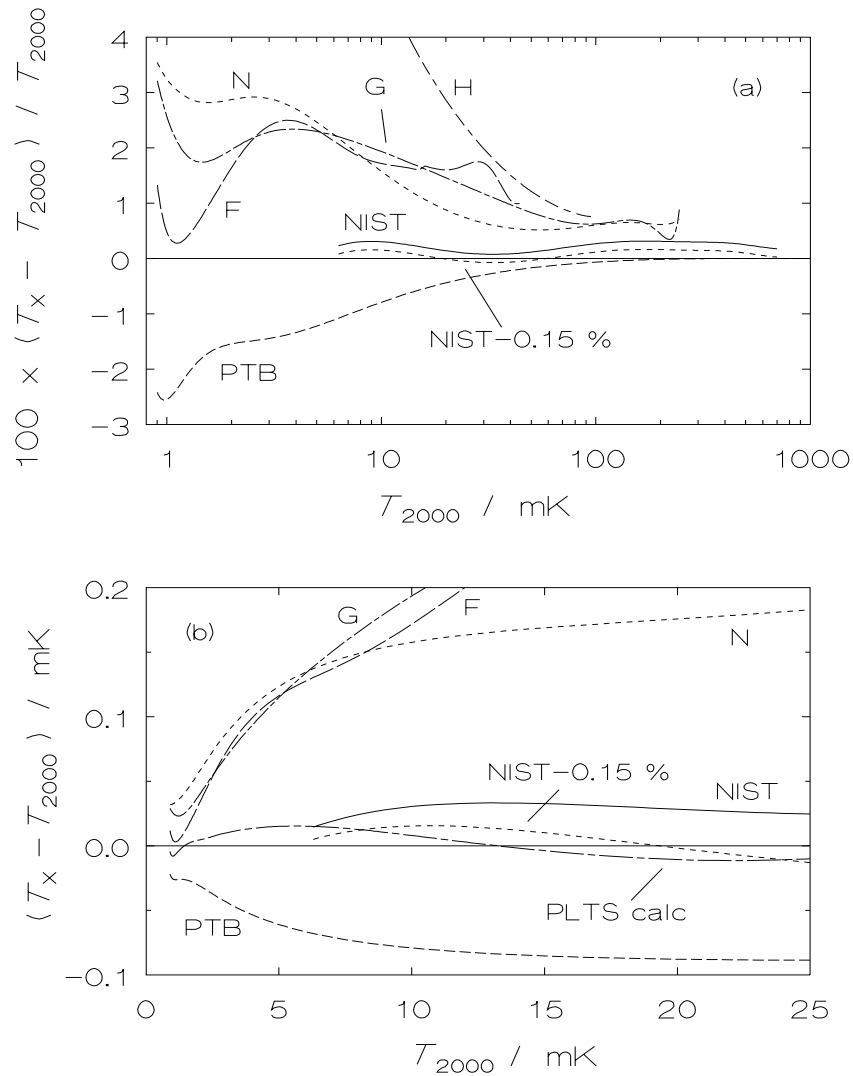 100 x (T_x − T_2000) / T_2000
4
3
2
1
0
−1
−2
−3
N
G
H
(a)
F
NIST
NIST−0.15 %
PTB
1 10 100 1000
T_2000 / mK
(T_x − T_2000) / mK
0.2
0.1
0.0
−0.1
(b)
G
F
N
NIST−0.15 %
NIST
PLTS calc
PTB
0 5 10 15 20 25
T_2000 / mK